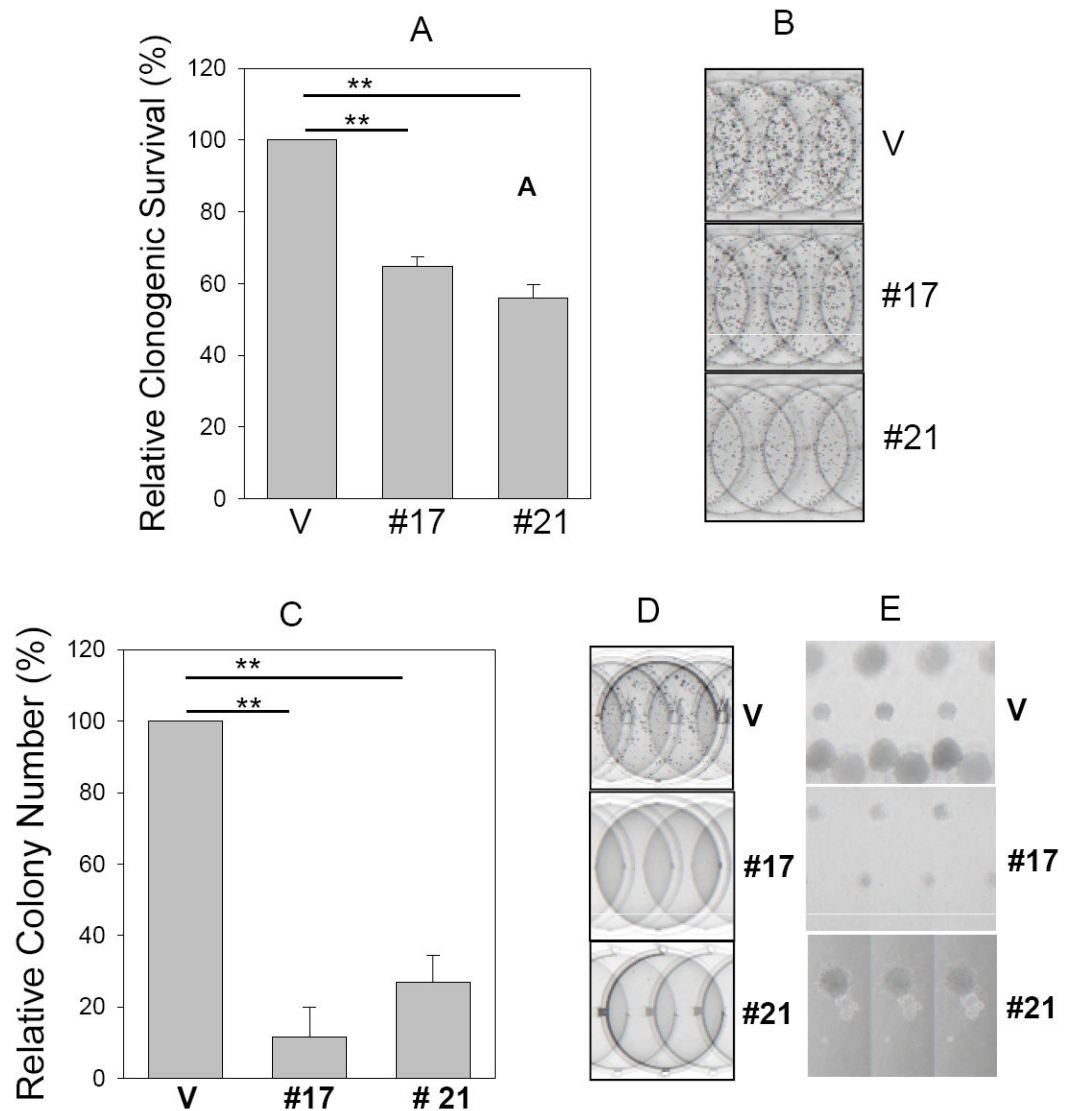 A
Relative Clonogenic Survival (%)
120
100
80
60
40
20
0
**
**
A
V
#17
#21
B
V
#17
#21
C
Relative Colony Number (%)
120
100
80
60
40
20
0
**
**
V
#17
# 21
D
V
#17
#21
E
V
#17
#21